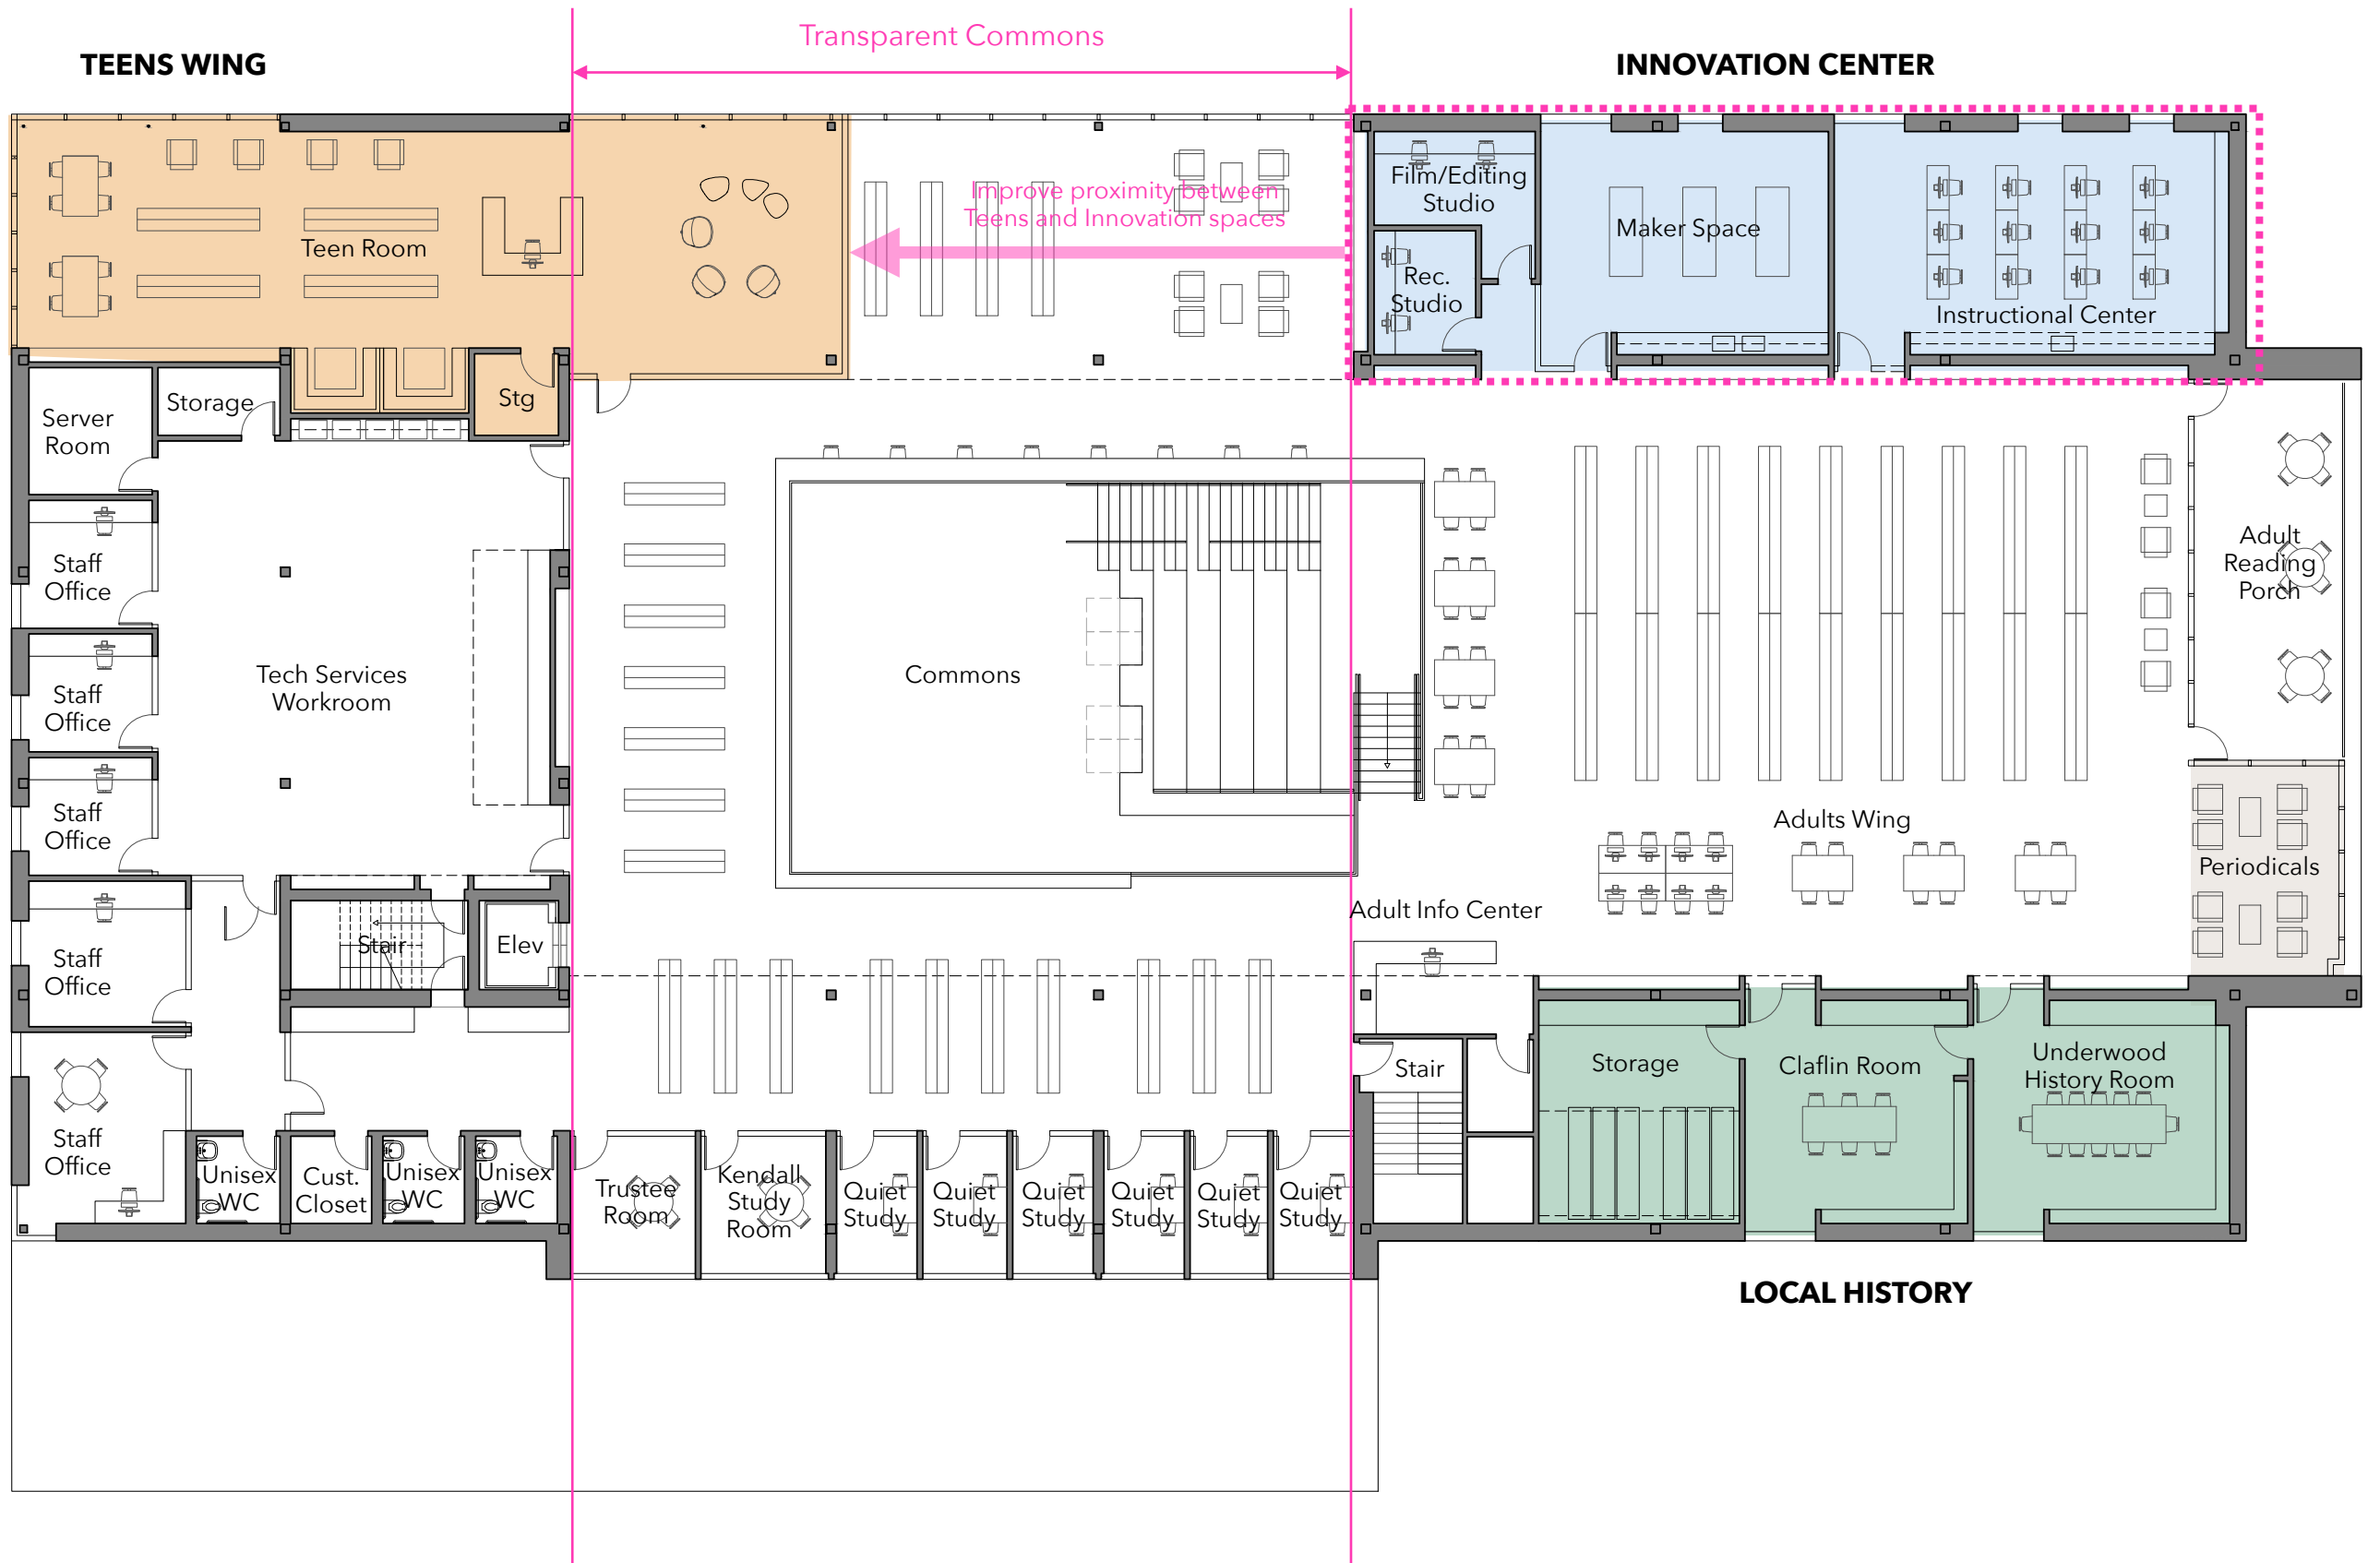 Transparent Commons
TEENS WING
INNOVATION CENTER
Improve proximity between
Teens and Innovation spaces
Film/Editing
Studio
Maker Space
Teen Room
Rec.
Studio
Instructional Center
Stg
Storage
Server
Room
Staff
Office
Adult
Reading
Porch
Tech Services
Workroom
Commons
Staff
Office
Staff
Office
Adults Wing
Periodicals
Adult Info Center
Stair
Elev
Staff
Office
Stair
Storage
Claflin Room
Underwood
History Room
Staff
Office
Unisex
WC
Cust.
Closet
Unisex
WC
Unisex
WC
Trustee
Room
Kendall
Study
Room
Quiet
Study
Quiet
Study
Quiet
Study
Quiet
Study
Quiet
Study
Quiet
Study
LOCAL HISTORY